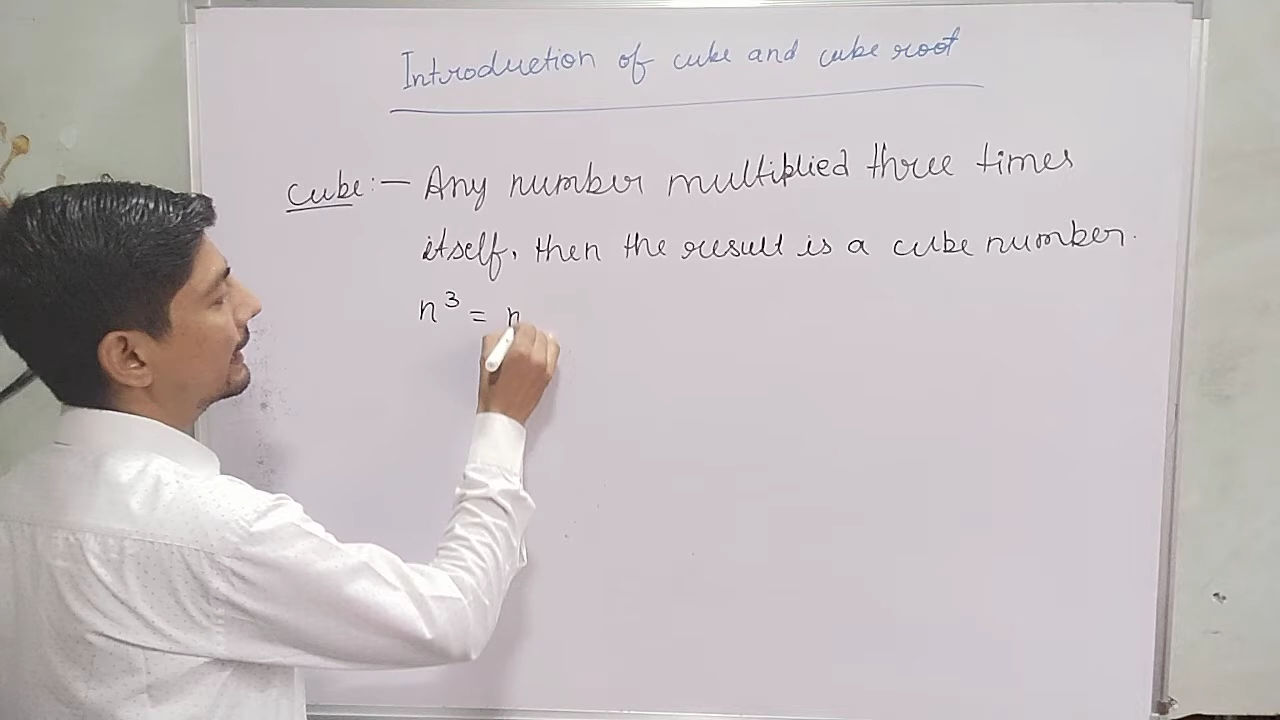 Introduction of cube and cube root
cube:- Any number multiplied three times
itself, then the result is a cube number.
n³ = n